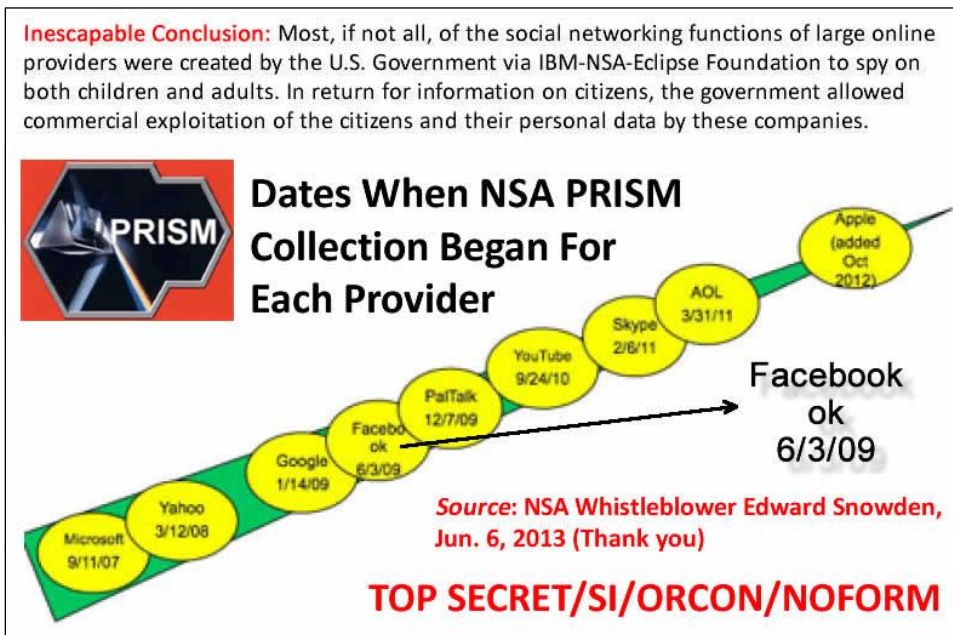 Inescapable Conclusion: Most, if not all, of the social networking functions of large online
providers were created by the U.S. Government via IBM-NSA-Eclipse Foundation to spy on
both children and adults. In return for information on citizens, the government allowed
commercial exploitation of the citizens and their personal data by these companies.
PRISM
Dates When NSA PRISM
Collection Began For
Each Provider
Microsoft
9/11/07
Yahoo
3/12/08
Google
1/14/09
Facebo
ok
6/3/09
PalTalk
12/7/09
YouTube
9/24/10
Skype
2/6/11
AOL
3/31/11
Apple
(added
Oct
2012)
Facebook
ok
6/3/09
Source: NSA Whistleblower Edward Snowden,
Jun. 6, 2013 (Thank you)
TOP SECRET/SI/ORCON/NOFORM